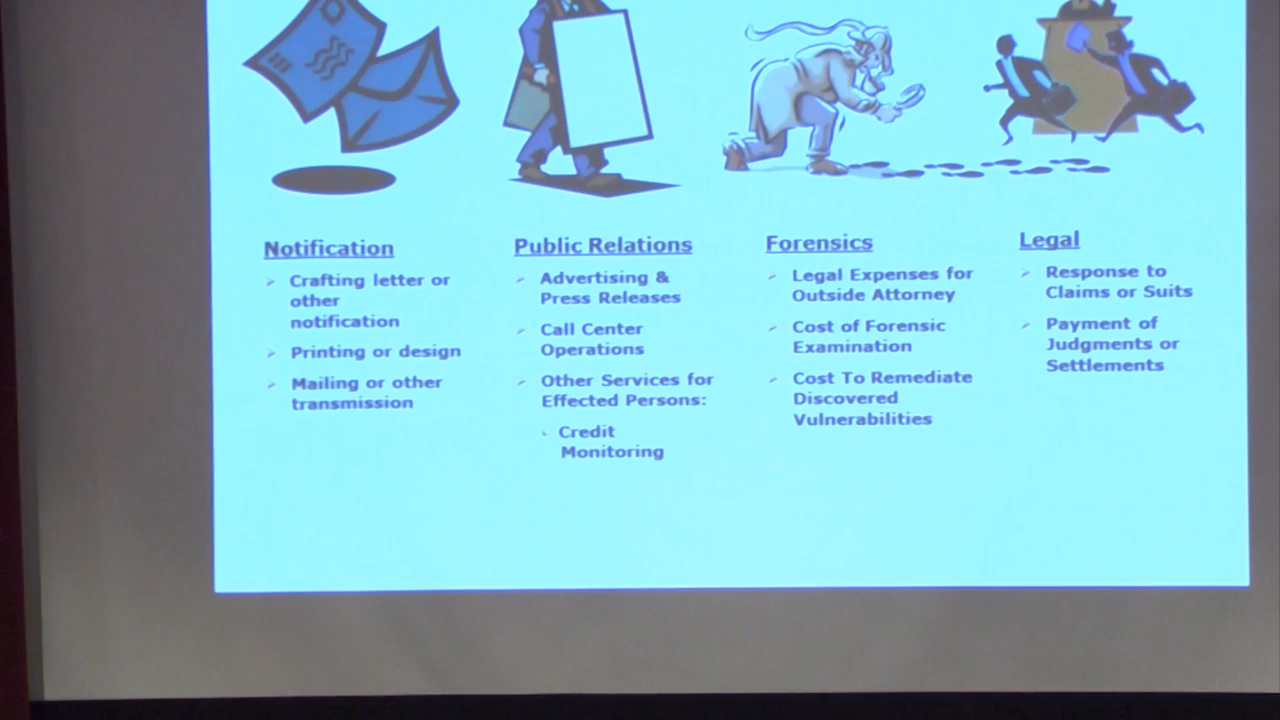 Notification
Crafting letter or
other
notification
Printing or design
Mailing or other
transmission
Public Relations
Advertising &
Press Releases
Call Center
Operations
Other Services for
Effected Persons:
Credit
Monitoring
Forensics
Legal Expenses for
Outside Attorney
Cost of Forensic
Examination
Cost To Remediate
Discovered
Vulnerabilities
Legal
Response to
Claims or Suits
Payment of
Judgments or
Settlements